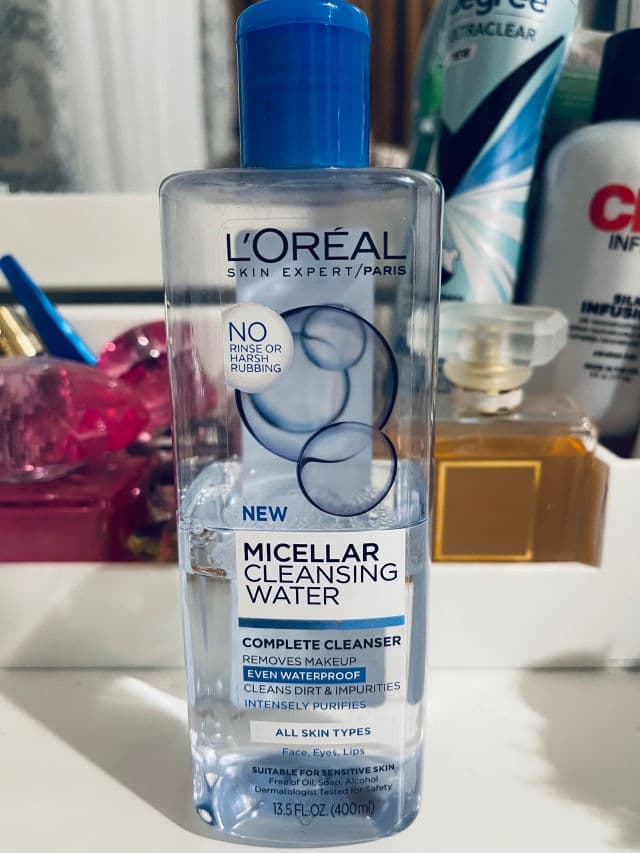 L'ORÉAL
SKIN EXPERT/PARIS
NO
RINSE OR
HARSH
RUBBING
NEW
MICELLAR
CLEANSING
WATER
COMPLETE CLEANSER
REMOVES MAKEUP
EVEN WATERPROOF
CLEANS DIRT & IMPURITIES
INTENSELY PURIFIES
ALL SKIN TYPES
Face, Eyes, Lips
SUITABLE FOR SENSITIVE SKIN
Free of Oil, Soap, Alcohol
Dermatologist Tested for Safety
13.5 FL.OZ. (400ml)
ULTRACLEAR